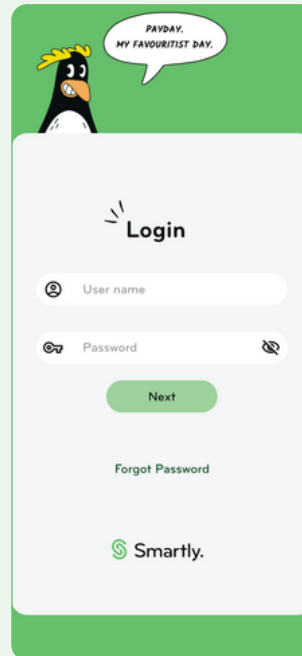 PAYDAY.
MY FAVOURITIST DAY.
Login
User name
Password
Next
Forgot Password
Smartly.